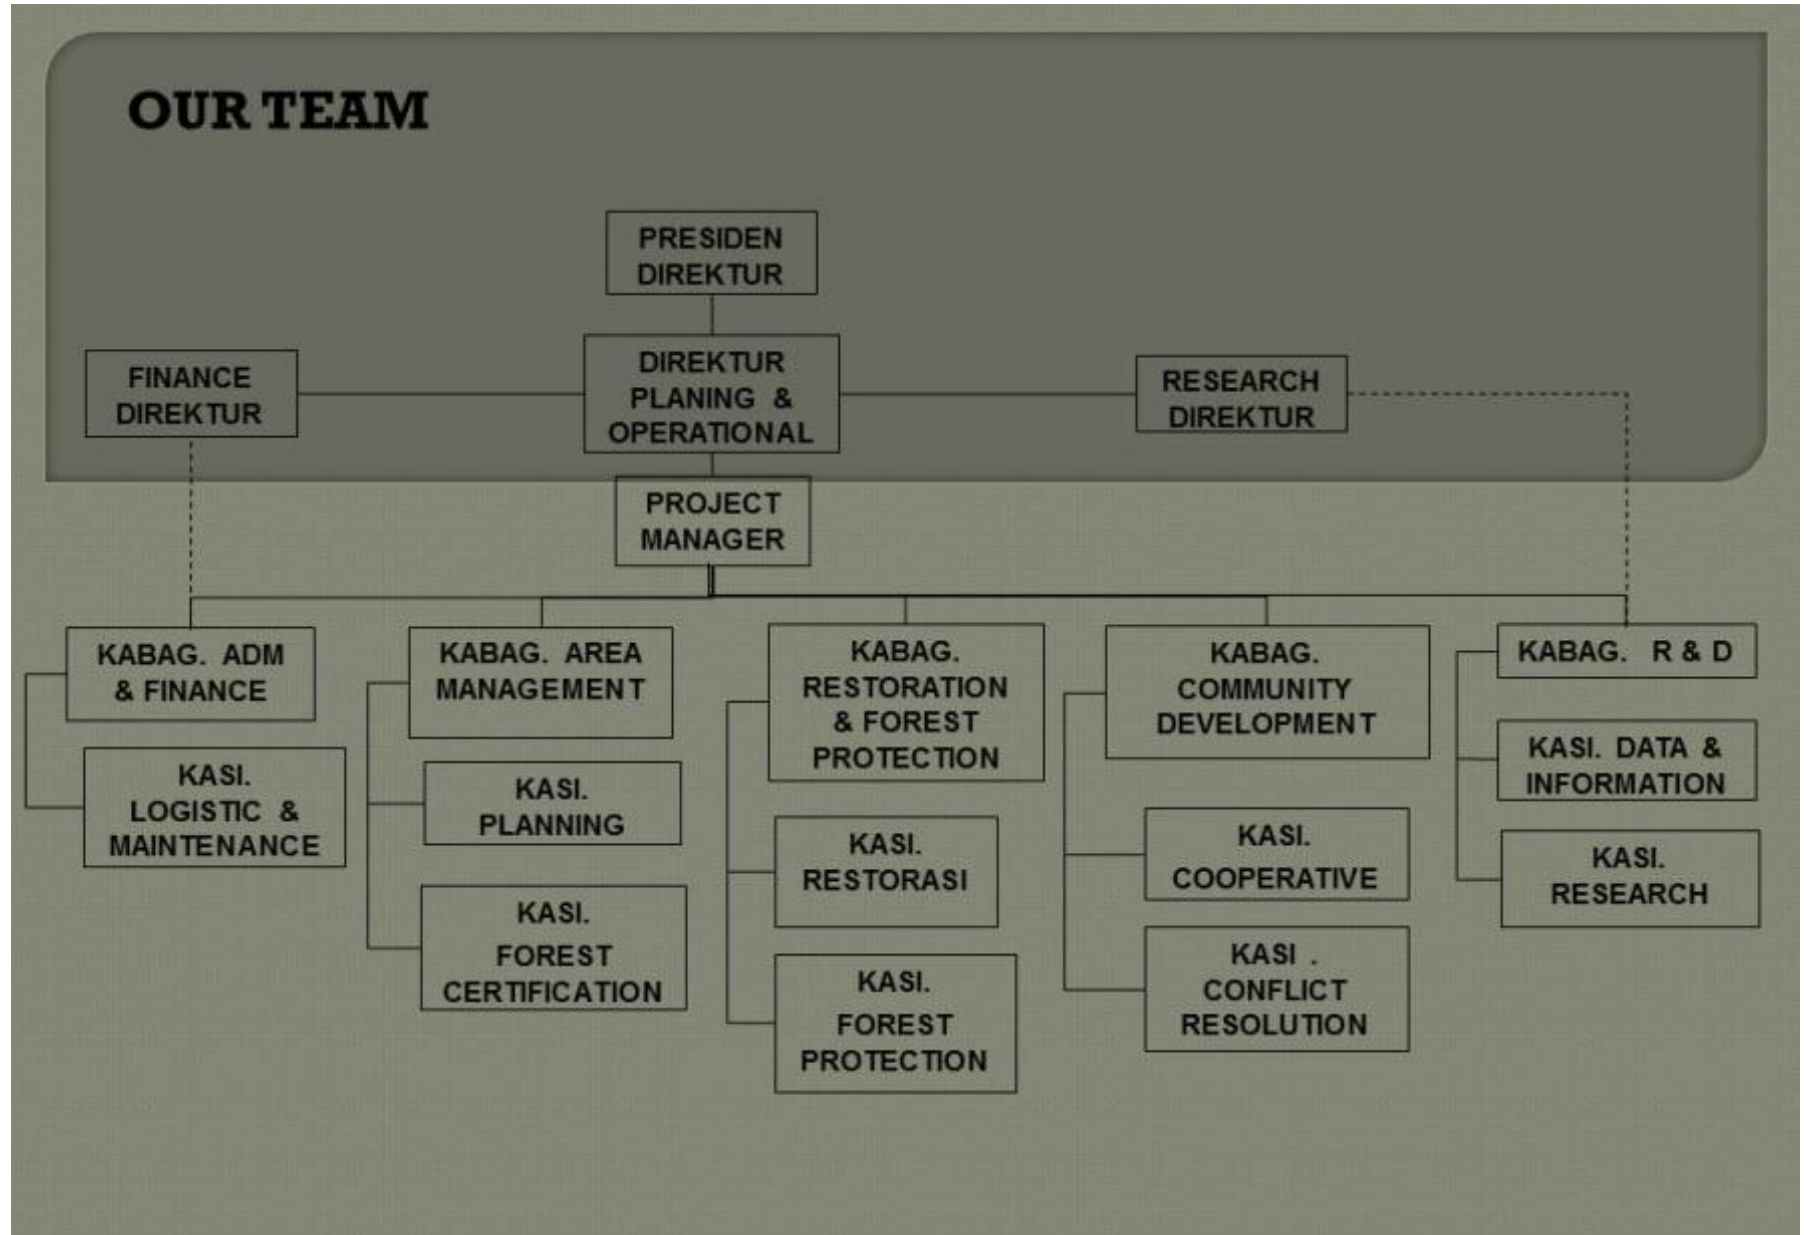 OUR TEAM
PRESIDEN
DIREKTUR
FINANCE
DIREKTUR
DIREKTUR
PLANING &
OPERATIONAL
RESEARCH
DIREKTUR
PROJECT
MANAGER
KABAG. ADM
& FINANCE
KASI.
LOGISTIC &
MAINTENANCE
KABAG. AREA
MANAGEMENT
KASI.
PLANNING
KASI.
FOREST
CERTIFICATION
KABAG.
RESTORATION
& FOREST
PROTECTION
KASI.
RESTORASI
KASI.
FOREST
PROTECTION
KABAG.
COMMUNITY
DEVELOPMENT
KASI.
COOPERATIVE
KASI .
CONFLICT
RESOLUTION
KABAG. R & D
KASI. DATA &
INFORMATION
KASI.
RESEARCH